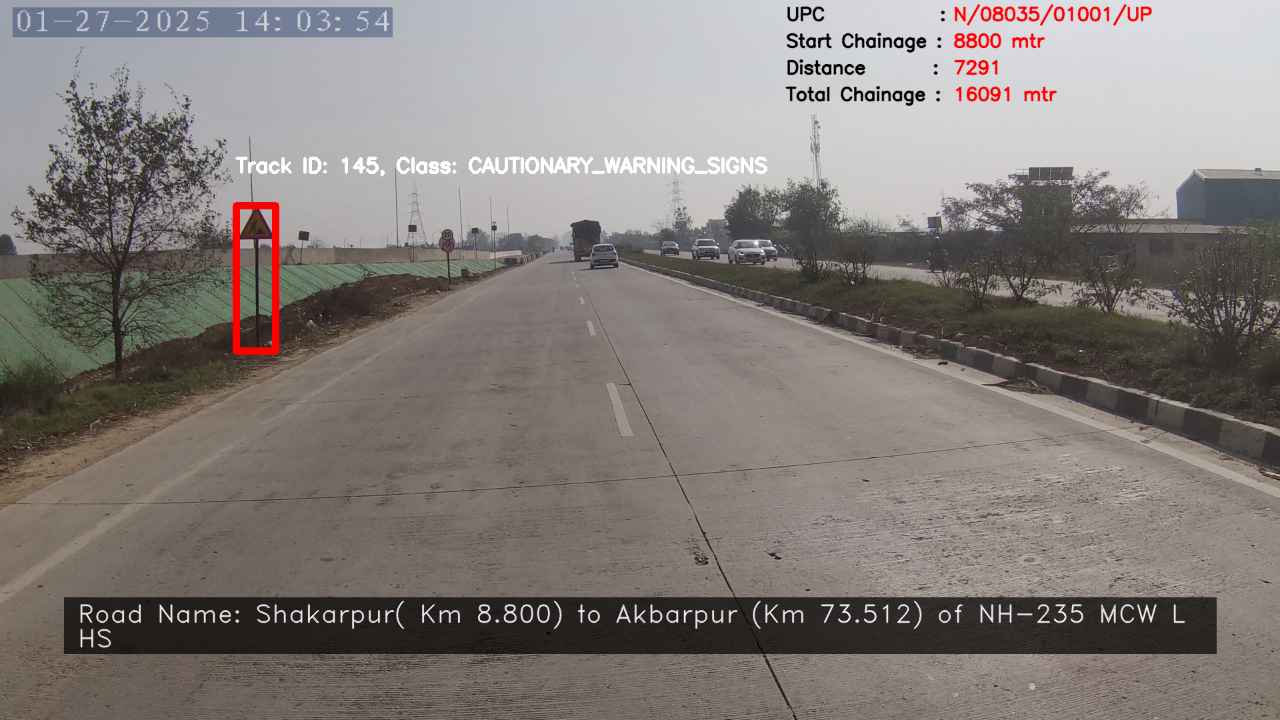 01-27-2025 14:03:54
UPC : N/08035/01001/UP
Start Chainage : 8800 mtr
Distance : 7291
Total Chainage : 16091 mtr
Track ID: 145, Class: CAUTIONARY_WARNING_SIGNS
Road Name: Shakarpur( Km 8.800) to Akbarpur (Km 73.512) of NH-235 MCW L
HS